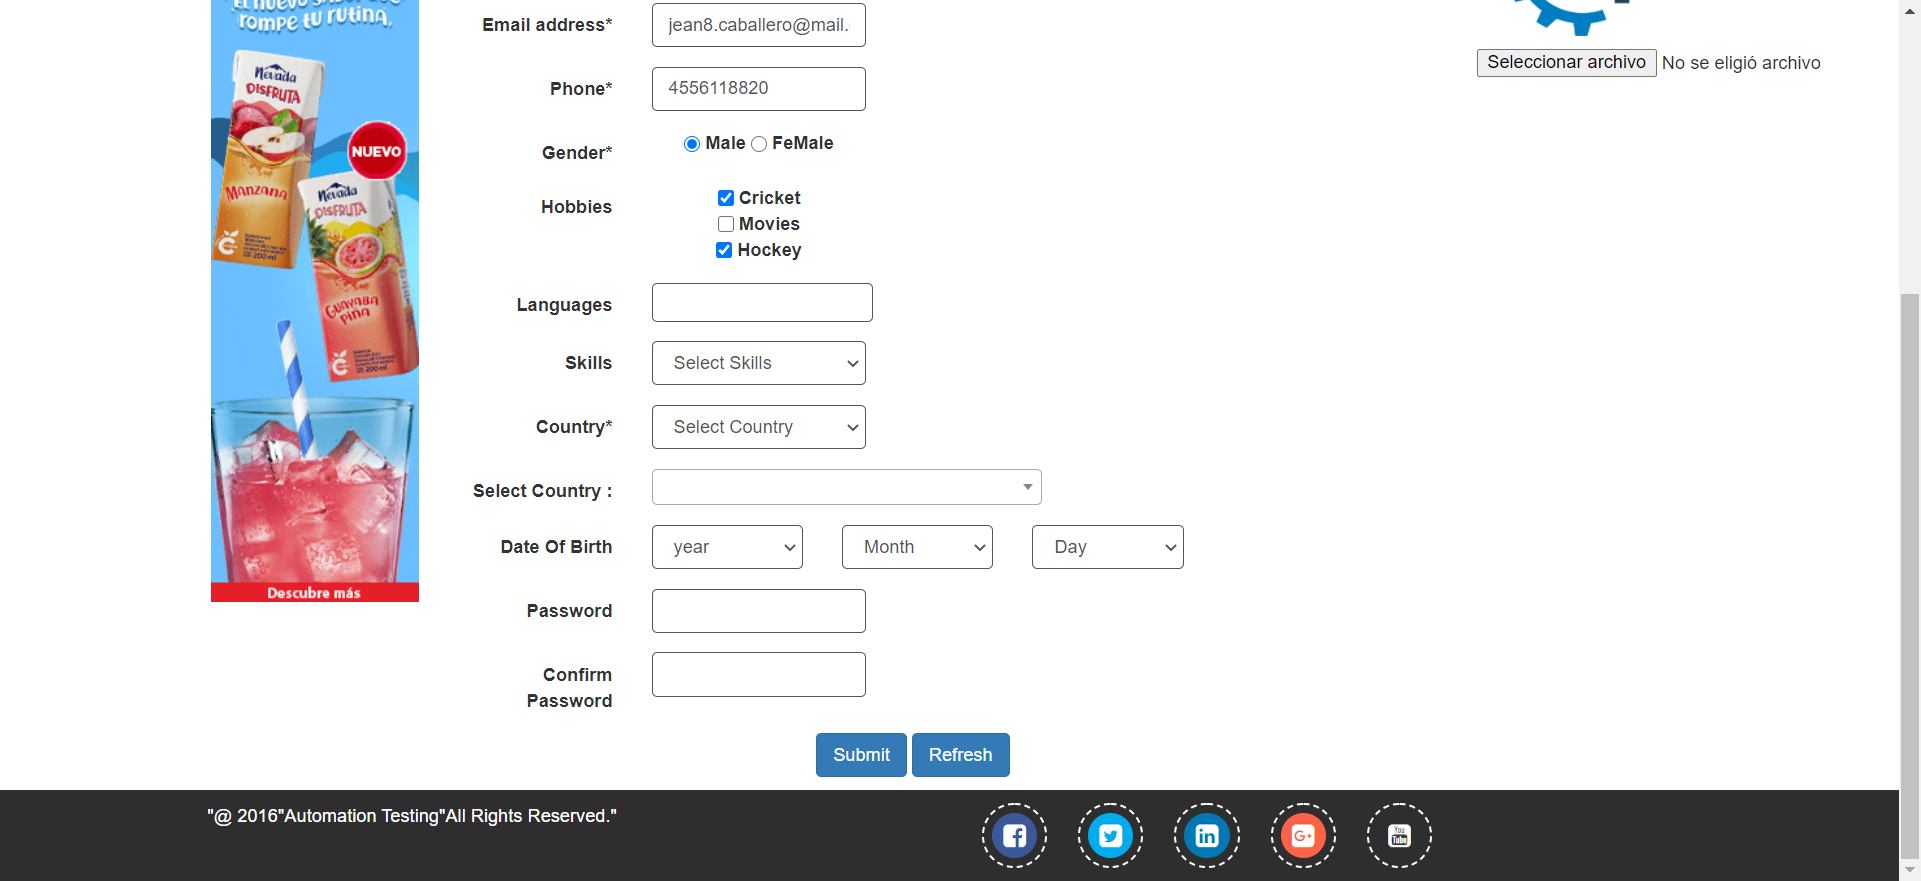 rompe tu rutina,
Nevada
DISFRUTA
NUEVO
MANZANA
Nevada
DISFRUTA
GUAYABA
PIÑA
Descubre más
Email address*
jean8.caballero@mail.
Phone*
4556118820
Gender*
Male FeMale
Hobbies
Cricket
Movies
Hockey
Languages
Skills
Select Skills
Country*
Select Country
Select Country :
Date Of Birth
year Month Day
Password
Confirm
Password
Submit Refresh
Seleccionar archivo No se eligió archivo
"@ 2016"Automation Testing"All Rights Reserved."
f
in
G+
You
Tube